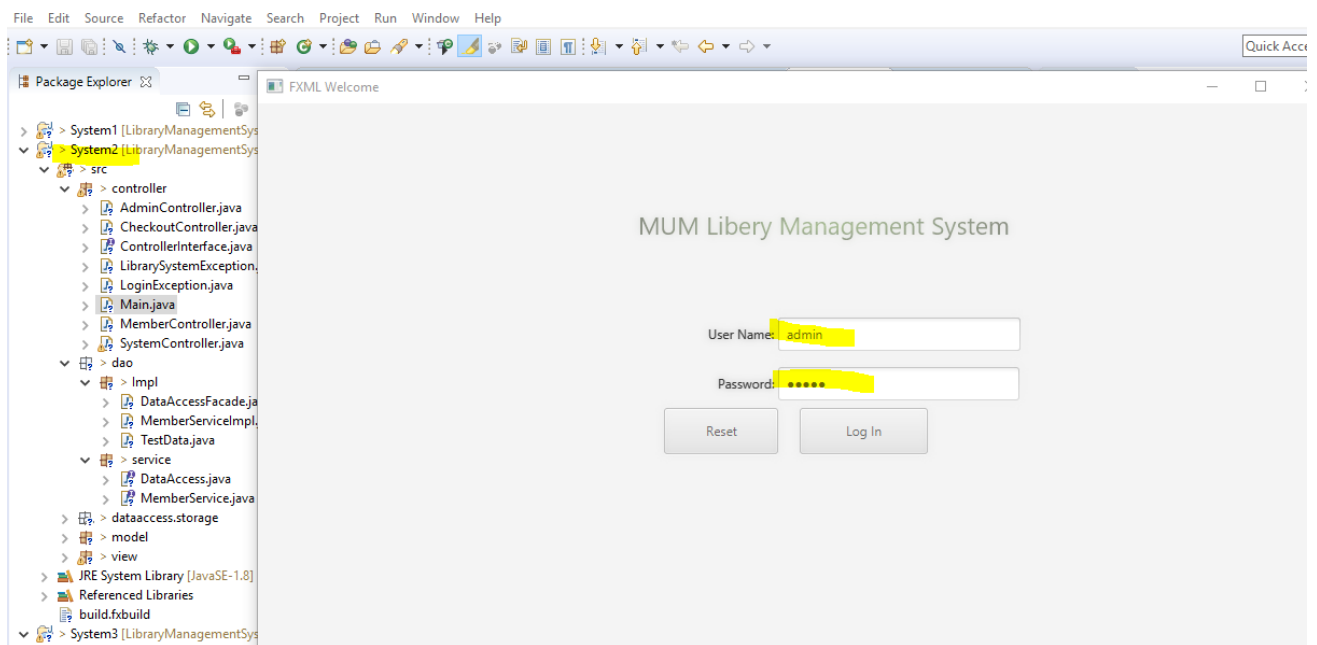 File Edit Source Refactor Navigate Search Project Run Window Help
Quick Acce
Package Explorer
FXML Welcome
> System1 [LibraryManagementSys
> System2 [LibraryManagementSys
> src
> controller
AdminController.java
CheckoutController.java
ControllerInterface.java
LibrarySystemException.
LoginException.java
Main.java
MemberController.java
SystemController.java
> dao
> Impl
DataAccessFacade.ja
MemberServiceImpl.
TestData.java
> service
DataAccess.java
MemberService.java
> dataaccess.storage
> model
> view
JRE System Library [JavaSE-1.8]
Referenced Libraries
build.fxbuild
> System3 [LibraryManagementSys
MUM Libery Management System
User Name: admin
Password: •••••
Reset Log In